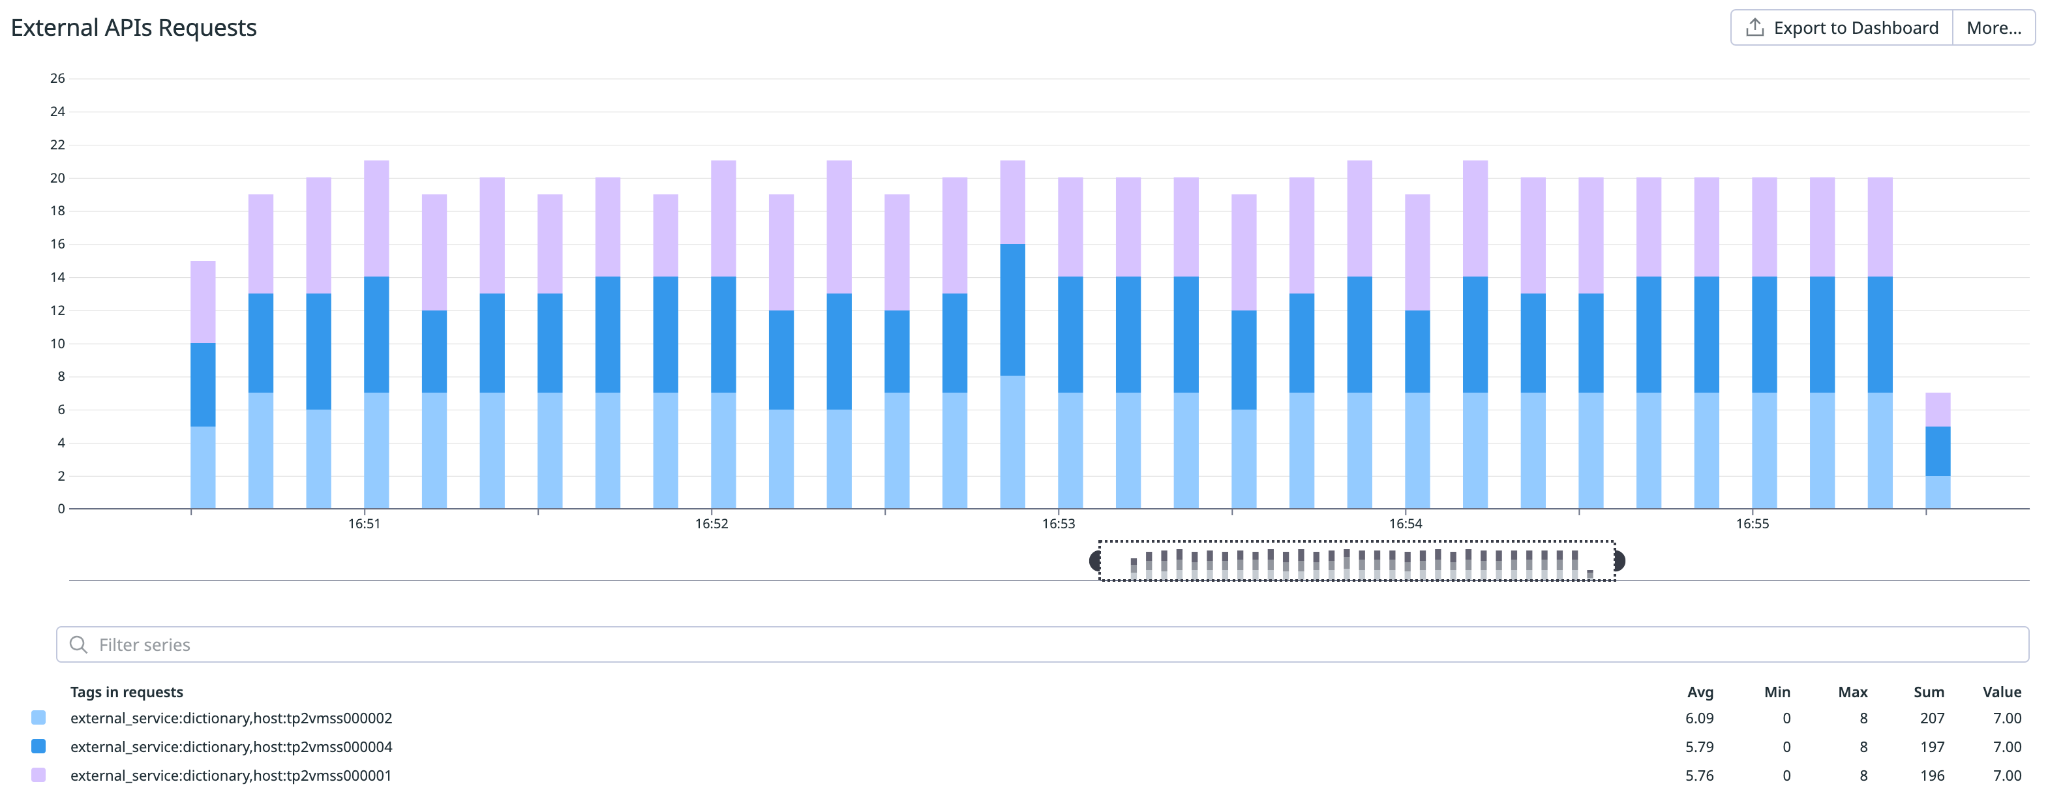 External APIs Requests
Export to Dashboard More...
26
24
22
20
18
16
14
12
10
8
6
4
2
0
16:51 16:52 16:53 16:54 16:55
Filter series
Tags in requests Avg Min Max Sum Value
external_service:dictionary,host:tp2vmss000002 6.09 0 8 207 7.00
external_service:dictionary,host:tp2vmss000004 5.79 0 8 197 7.00
external_service:dictionary,host:tp2vmss000001 5.76 0 8 196 7.00